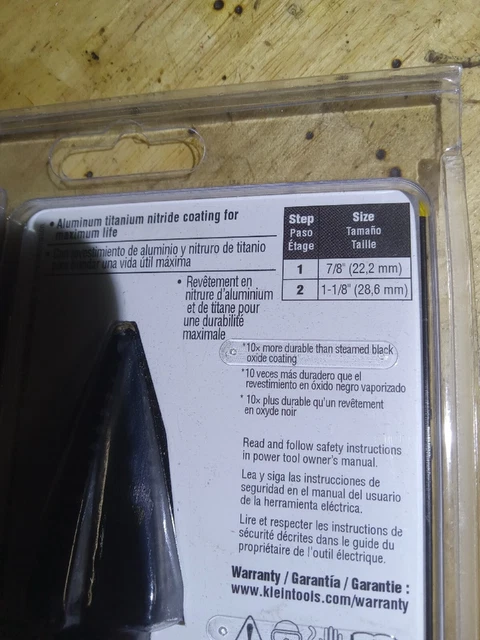 • Aluminum titanium nitride coating for
maximum life
• Con revestimiento de aluminio y nitruro de titanio
para brindar una vida útil máxima
• Revêtement en
nitrure d'aluminium
et de titane pour
une durabilité
maximale
Step Size
Paso Tamaño
Étage Taille
1 7/8" (22,2 mm)
2 1-1/8" (28,6 mm)
*10× more durable than steamed black
oxide coating
*10 veces más duradero que el
revestimiento en óxido negro vaporizado
* 10× plus durable qu'un revêtement
en oxyde noir
Read and follow safety instructions
in power tool owner's manual.
Lea y siga las instrucciones de
seguridad en el manual del usuario
de la herramienta eléctrica.
Lire et respecter les instructions de
sécurité décrites dans le guide du
propriétaire de l'outil électrique.
Warranty / Garantía / Garantie :
www.kleintools.com/warranty